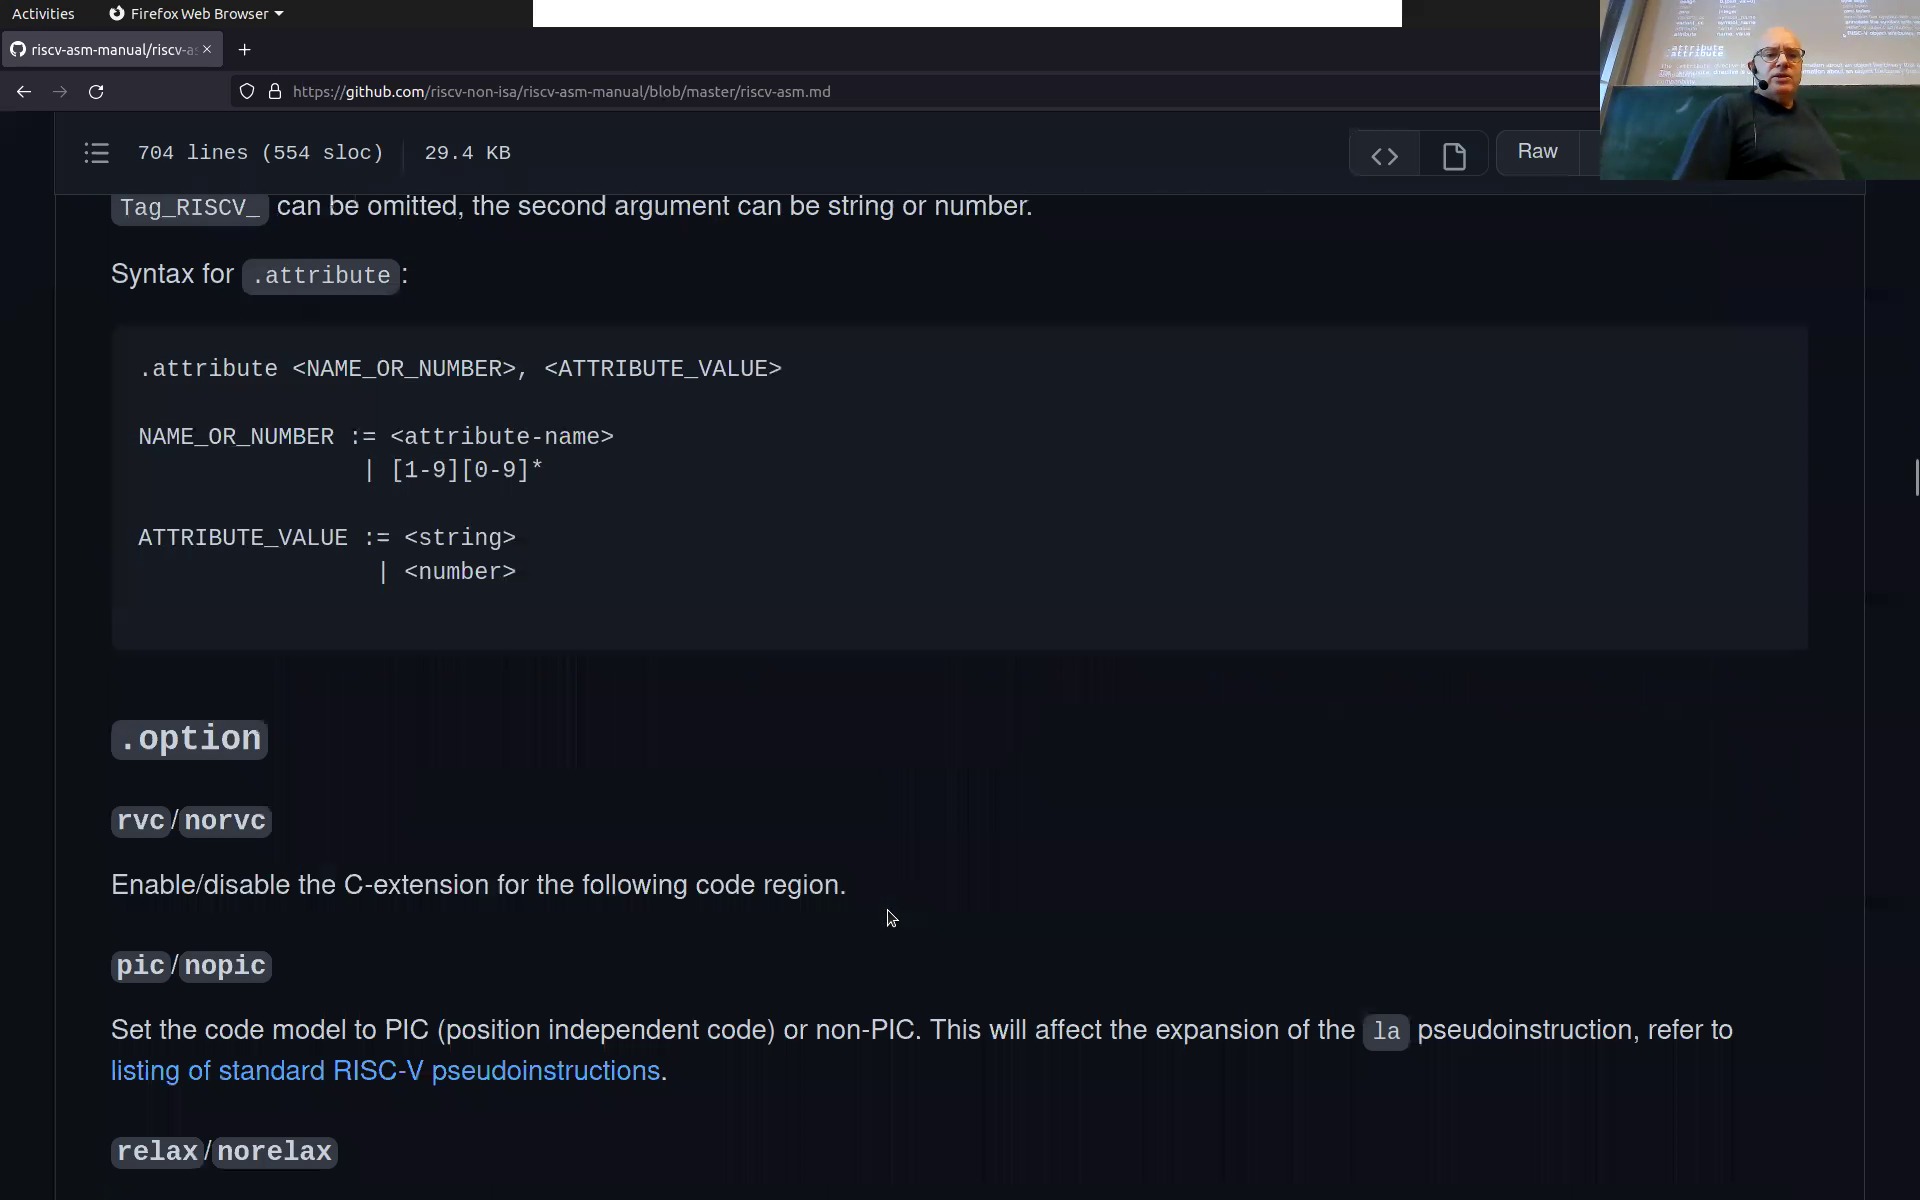 Activities
Firefox Web Browser
riscv-asm-manual/riscv-as
https://github.com/riscv-non-isa/riscv-asm-manual/blob/master/riscv-asm.md
704 lines (554 sloc)
29.4 KB
Raw
Tag_RISCV_ can be omitted, the second argument can be string or number.
Syntax for .attribute:
.attribute <NAME_OR_NUMBER>, <ATTRIBUTE_VALUE>
NAME_OR_NUMBER := <attribute-name>
| [1-9][0-9]*
ATTRIBUTE_VALUE := <string>
| <number>
.option
rvc/norvc
Enable/disable the C-extension for the following code region.
pic/nopic
Set the code model to PIC (position independent code) or non-PIC. This will affect the expansion of the la pseudoinstruction, refer to
listing of standard RISC-V pseudoinstructions.
relax/norelax
.attribute